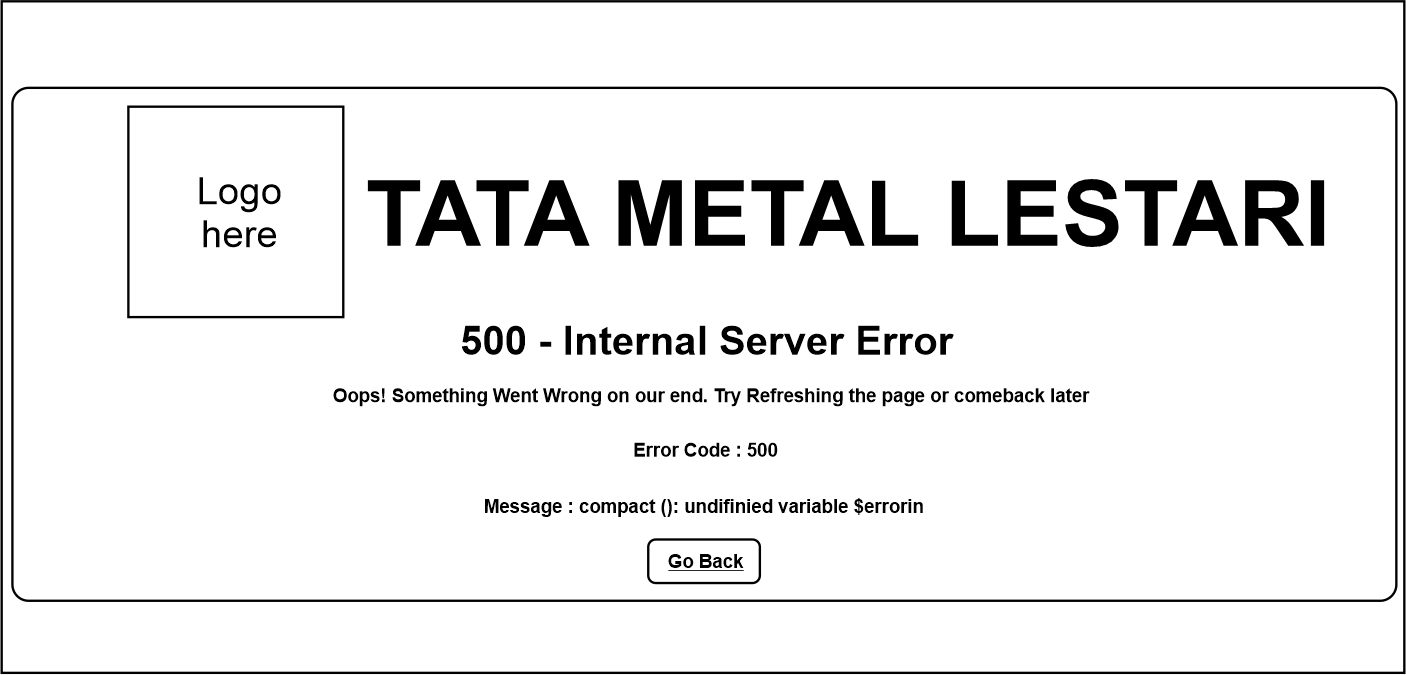 Logo
here
TATA METAL LESTARI
500 - Internal Server Error
Oops! Something Went Wrong on our end. Try Refreshing the page or comeback later
Error Code : 500
Message : compact (): undifinied variable $errorin
Go Back